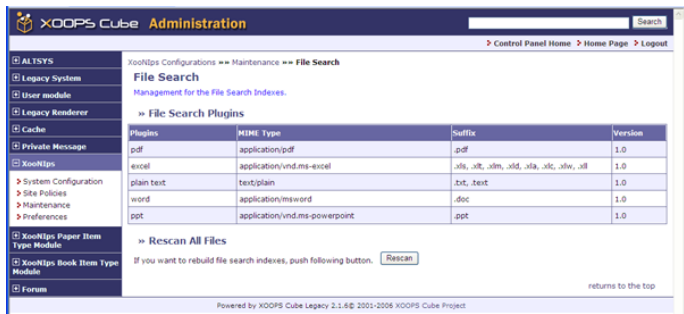 XOOPS Cube Administration
Search
Control Panel Home Home Page Logout
ALTSYS
Legacy System
User module
Legacy Renderer
Cache
Private Message
XooNIps
System Configuration
Site Policies
Maintenance
Preferences
XooNIps Paper Item
Type Module
XooNIps Book Item Type
Module
Forum
XooNIps Configurations »» Maintenance »» File Search
File Search
Management for the File Search Indexes.
» File Search Plugins
Plugins MIME Type Suffix Version
pdf application/pdf .pdf 1.0
excel application/vnd.ms-excel .xls, .xlt, .xlm, .xld, .xla, .xlc, .xlw, .xll 1.0
plain text text/plain .txt, .text 1.0
word application/msword .doc 1.0
ppt application/vnd.ms-powerpoint .ppt 1.0
» Rescan All Files
If you want to rebuild file search indexes, push following button. Rescan
returns to the top
Powered by XOOPS Cube Legacy 2.1.6© 2001-2006 XOOPS Cube Project